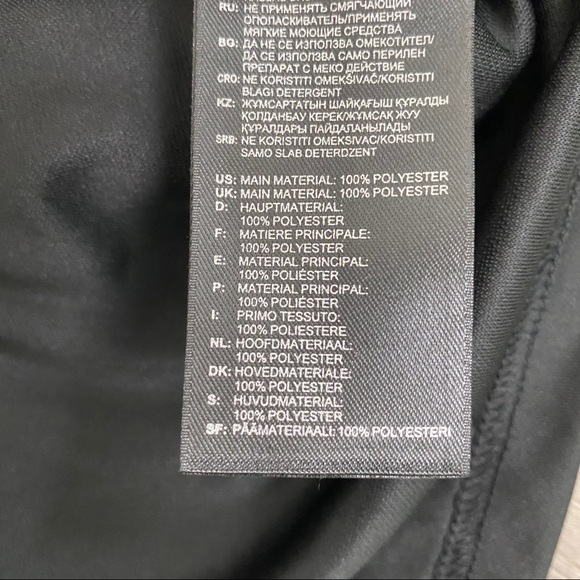 RU: НЕ ПРИМЕНЯТЬ СМЯГЧАЮЩИЙ
ОПОЛАСКИВАТЕЛЬ/ПРИМЕНЯТЬ
МЯГКИЕ МОЮЩИЕ СРЕДСТВА
BG: ДА НЕ СЕ ИЗПОЛЗВА ОМЕКОТИТЕЛ/
ДА СЕ ИЗПОЛЗВА САМО ПЕРИЛЕН
ПРЕПАРАТ С МЕКО ДЕЙСТВИЕ
CRO: NE KORISTITI OMEKŠIVAČ/KORISTITI
BLAGI DETERGENT
KZ: ЖҰМСАРТАТЫН ШАЙҚАҒЫШ ҚҰРАЛДЫ
ҚОЛДАНБАУ КЕРЕК/ЖҰМСАҚ ЖУУ
ҚҰРАЛДАРЫ ПАЙДАЛАНЫЛАДЫ
SRB: NE KORISTITI OMEKSIVAC/KORISTITI
SAMO SLAB DETERDZENT
US: MAIN MATERIAL: 100% POLYESTER
UK: MAIN MATERIAL: 100% POLYESTER
D: HAUPTMATERIAL:
100% POLYESTER
F: MATIERE PRINCIPALE:
100% POLYESTER
E: MATERIAL PRINCIPAL:
100% POLIÉSTER
P: MATERIAL PRINCIPAL:
100% POLIÉSTER
I: PRIMO TESSUTO:
100% POLIESTERE
NL: HOOFDMATERIAAL:
100% POLYESTER
DK: HOVEDMATERIALE:
100% POLYESTER
S: HUVUDMATERIAL:
100% POLYESTER
SF: PÄÄMATERIAALI: 100% POLYESTERI